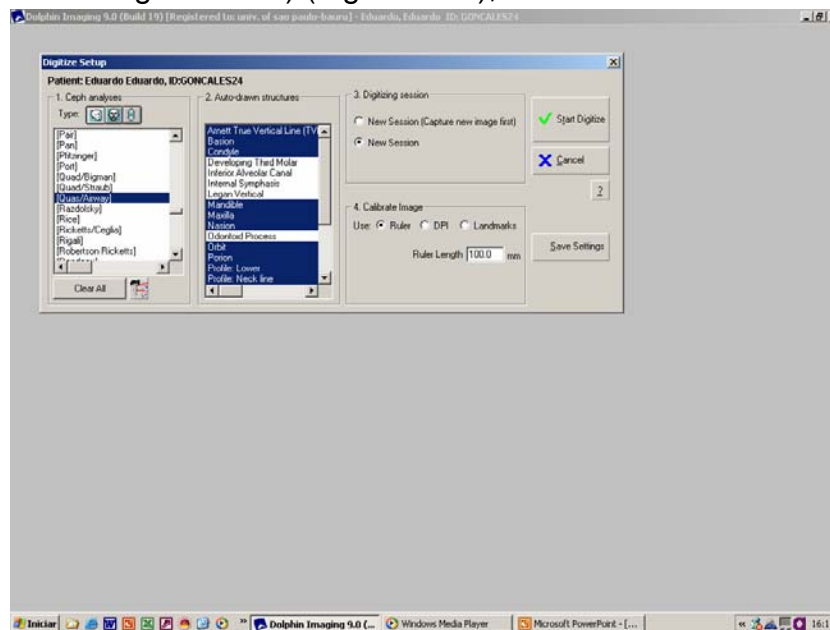 Dolphin Imaging 9.0 (Build 19) [Registered to: univ. of sao paulo-bauru] - Eduardo, Eduardo ID: GONCALES24
Digitize Setup
Patient: Eduardo Eduardo, ID:GONCALES24
1. Ceph analyses
Type:
[Par]
[Pan]
[Pfitzinger]
[Port]
[Quad/Bigman]
[Quad/Straub]
[Quas/Airway]
[Razdolsky]
[Rice]
[Ricketts/Ceglia]
[Rigali]
[Robertson Ricketts]
Clear All
2. Auto-drawn structures
Arnett True Vertical Line (TV
Basion
Condyle
Developing Third Molar
Inferior Alveolar Canal
Internal Symphasis
Legan Vertical
Mandible
Maxilla
Nasion
Odontoid Process
Orbit
Porion
Profile: Lower
Profile: Neck line
3. Digitizing session
New Session (Capture new image first)
New Session
4. Calibrate Image
Use: Ruler DPI Landmarks
Ruler Length 100.0 mm
Start Digitize
Cancel
?
Save Settings
Iniciar » Dolphin Imaging 9.0 (... Windows Media Player Microsoft PowerPoint - [... « 16:1